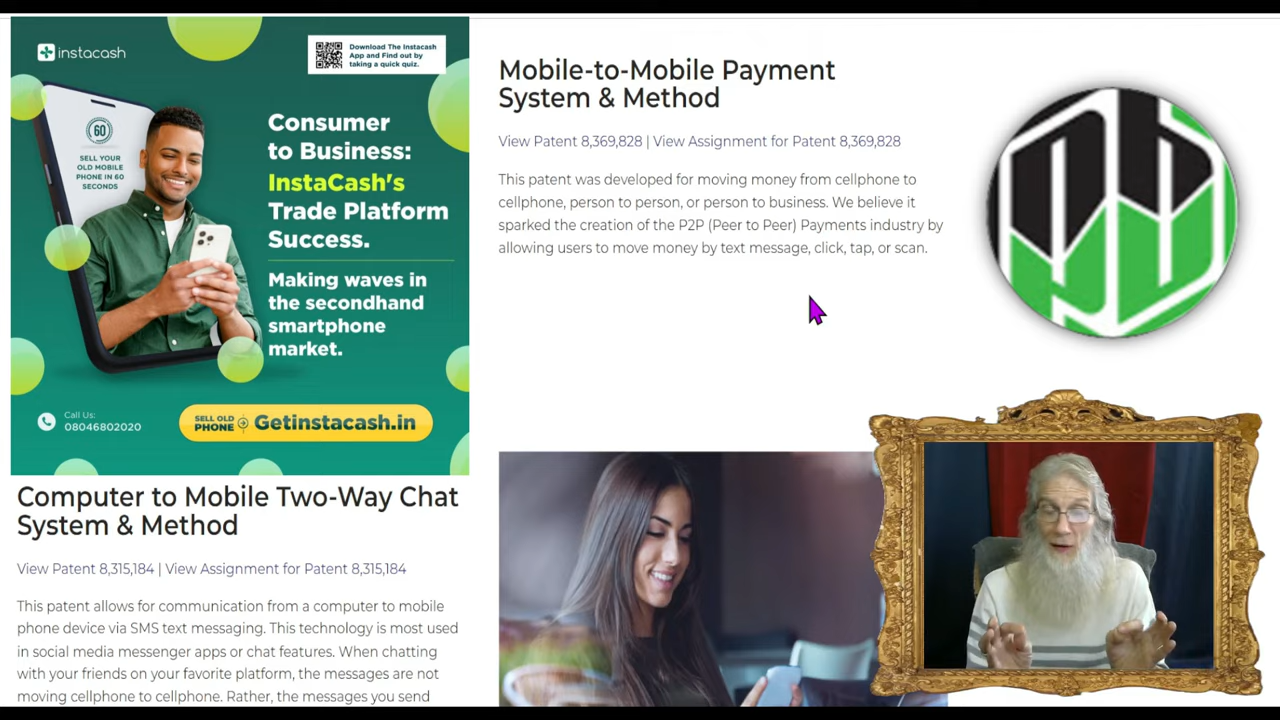 instacash
Download The Instacash
App and Find out by
taking a quick quiz.
60
SELL YOUR
OLD MOBILE
PHONE IN 60
SECONDS
Consumer
to Business:
InstaCash's
Trade Platform
Success.
Making waves in
the secondhand
smartphone
market.
Call Us:
08046802020
SELL OLD
PHONE
Getinstacash.in
Computer to Mobile Two-Way Chat
System & Method
View Patent 8,315,184 | View Assignment for Patent 8,315,184
This patent allows for communication from a computer to mobile
phone device via SMS text messaging. This technology is most used
in social media messenger apps or chat features. When chatting
with your friends on your favorite platform, the messages are not
moving cellphone to cellphone. Rather, the messages you send
Mobile-to-Mobile Payment
System & Method
View Patent 8,369,828 | View Assignment for Patent 8,369,828
This patent was developed for moving money from cellphone to
cellphone, person to person, or person to business. We believe it
sparked the creation of the P2P (Peer to Peer) Payments industry by
allowing users to move money by text message, click, tap, or scan.